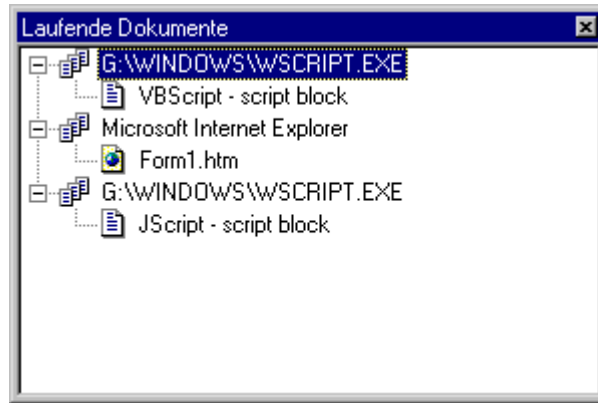 Laufende Dokumente
G:\WINDOWS\WSCRIPT.EXE
VBScript - script block
Microsoft Internet Explorer
Form1.htm
G:\WINDOWS\WSCRIPT.EXE
JScript - script block